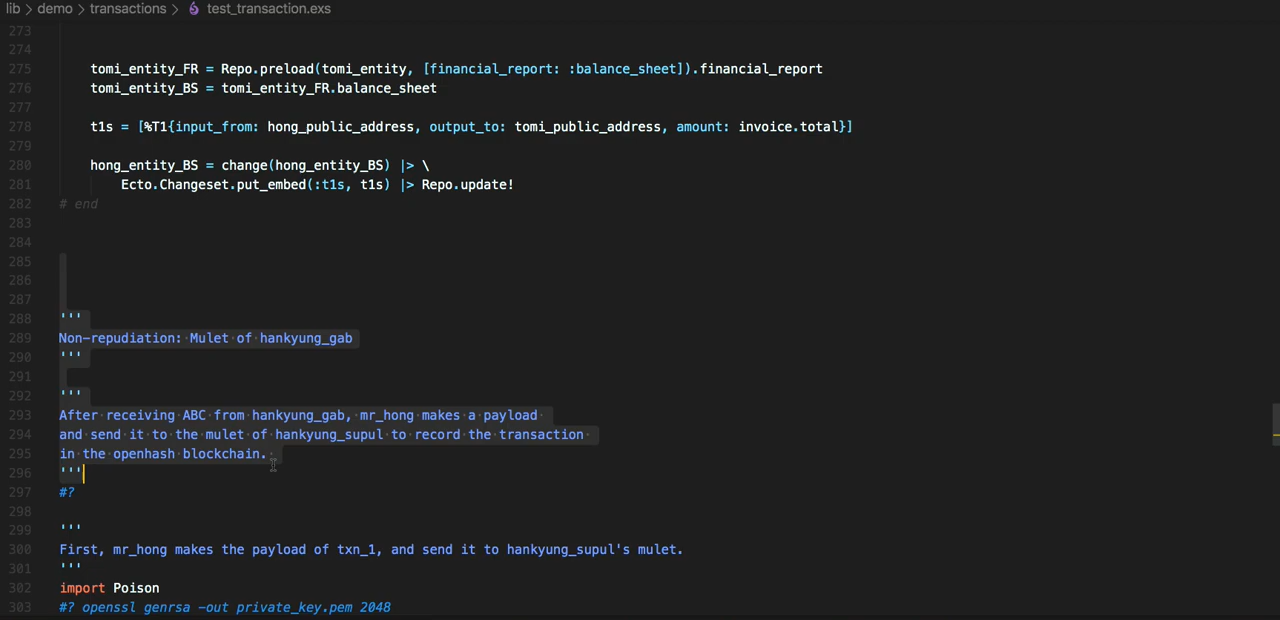 lib > demo > transactions > test_transaction.exs
273
274
275 tomi_entity_FR = Repo.preload(tomi_entity, [financial_report: :balance_sheet]).financial_report
276 tomi_entity_BS = tomi_entity_FR.balance_sheet
277
278 t1s = [%T1{input_from: hong_public_address, output_to: tomi_public_address, amount: invoice.total}]
279
280 hong_entity_BS = change(hong_entity_BS) |> \
281 Ecto.Changeset.put_embed(:t1s, t1s) |> Repo.update!
282 # end
283
284
285
286
287
288 '''
289 Non-repudiation: Mulet of hankyung_gab
290 '''
291
292 '''
293 After receiving ABC from hankyung_gab, mr_hong makes a payload
294 and send it to the mulet of hankyung_supul to record the transaction
295 in the openhash blockchain.
296 '''
297 #?
298
299 '''
300 First, mr_hong makes the payload of txn_1, and send it to hankyung_supul's mulet.
301 '''
302 import Poison
303 #? openssl genrsa -out private_key.pem 2048